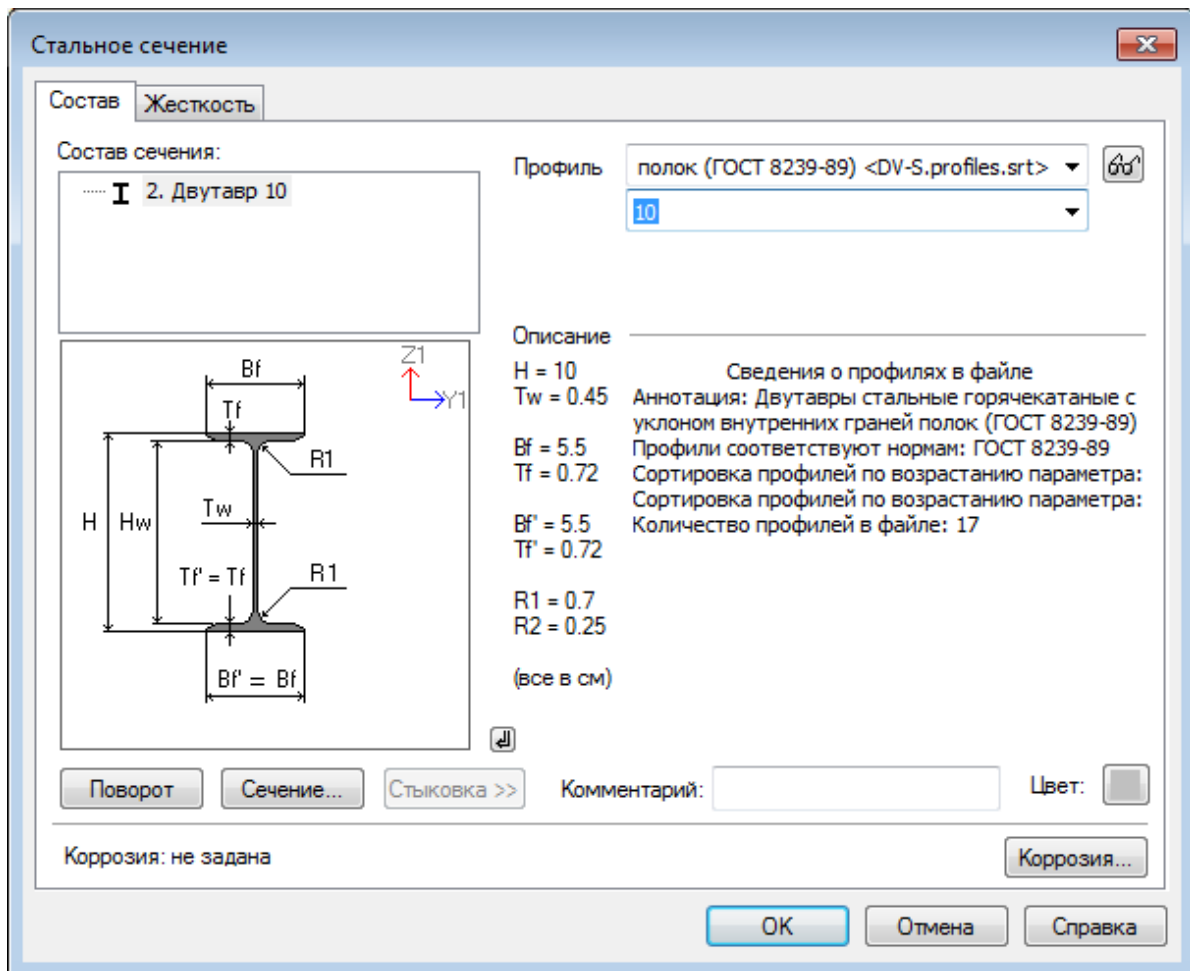 Стальное сечение
Состав
Жесткость
Состав сечения:
2. Двутавр 10
Профиль
полок (ГОСТ 8239-89) <DV-S.profiles.srt>
10
Z1
Y1
Bf
Tf
R1
H
Hw
Tw
Tf' = Tf
R1
Bf' = Bf
Описание
H = 10
Tw = 0.45
Bf = 5.5
Tf = 0.72
Bf' = 5.5
Tf' = 0.72
R1 = 0.7
R2 = 0.25
(все в см)
Сведения о профилях в файле
Аннотация: Двутавры стальные горячекатаные с
уклоном внутренних граней полок (ГОСТ 8239-89)
Профили соответствуют нормам: ГОСТ 8239-89
Сортировка профилей по возрастанию параметра:
Сортировка профилей по возрастанию параметра:
Количество профилей в файле: 17
Поворот
Сечение...
Стыковка >>
Комментарий:
Цвет:
Коррозия: не задана
Коррозия...
OK
Отмена
Справка